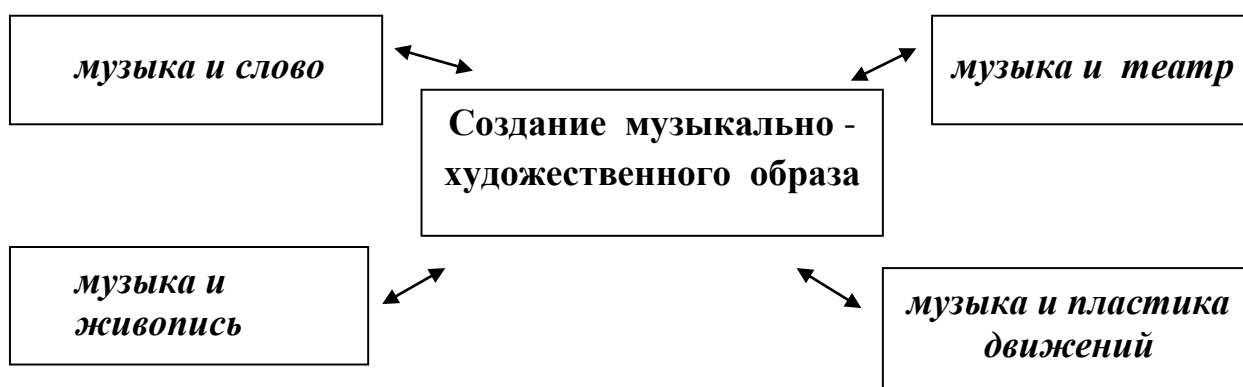 музыка и слово
музыка и театр
Создание музыкально -
художественного образа
музыка и
живопись
музыка и пластика
движений